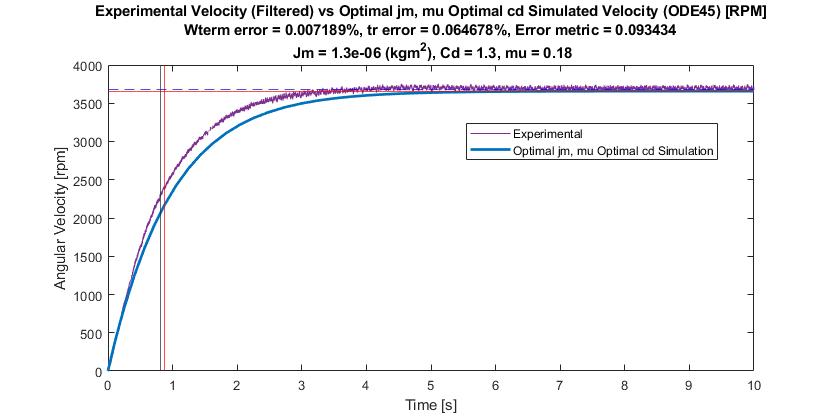 Experimental Velocity (Filtered) vs Optimal jm, mu Optimal cd Simulated Velocity (ODE45) [RPM]
Wterm error = 0.007189%, tr error = 0.064678%, Error metric = 0.093434
Jm = 1.3e-06 (kgm²), Cd = 1.3, mu = 0.18
4000
3500
3000
2500
2000
1500
1000
500
0
Angular Velocity [rpm]
Experimental
Optimal jm, mu Optimal cd Simulation
0 1 2 3 4 5 6 7 8 9 10
Time [s]